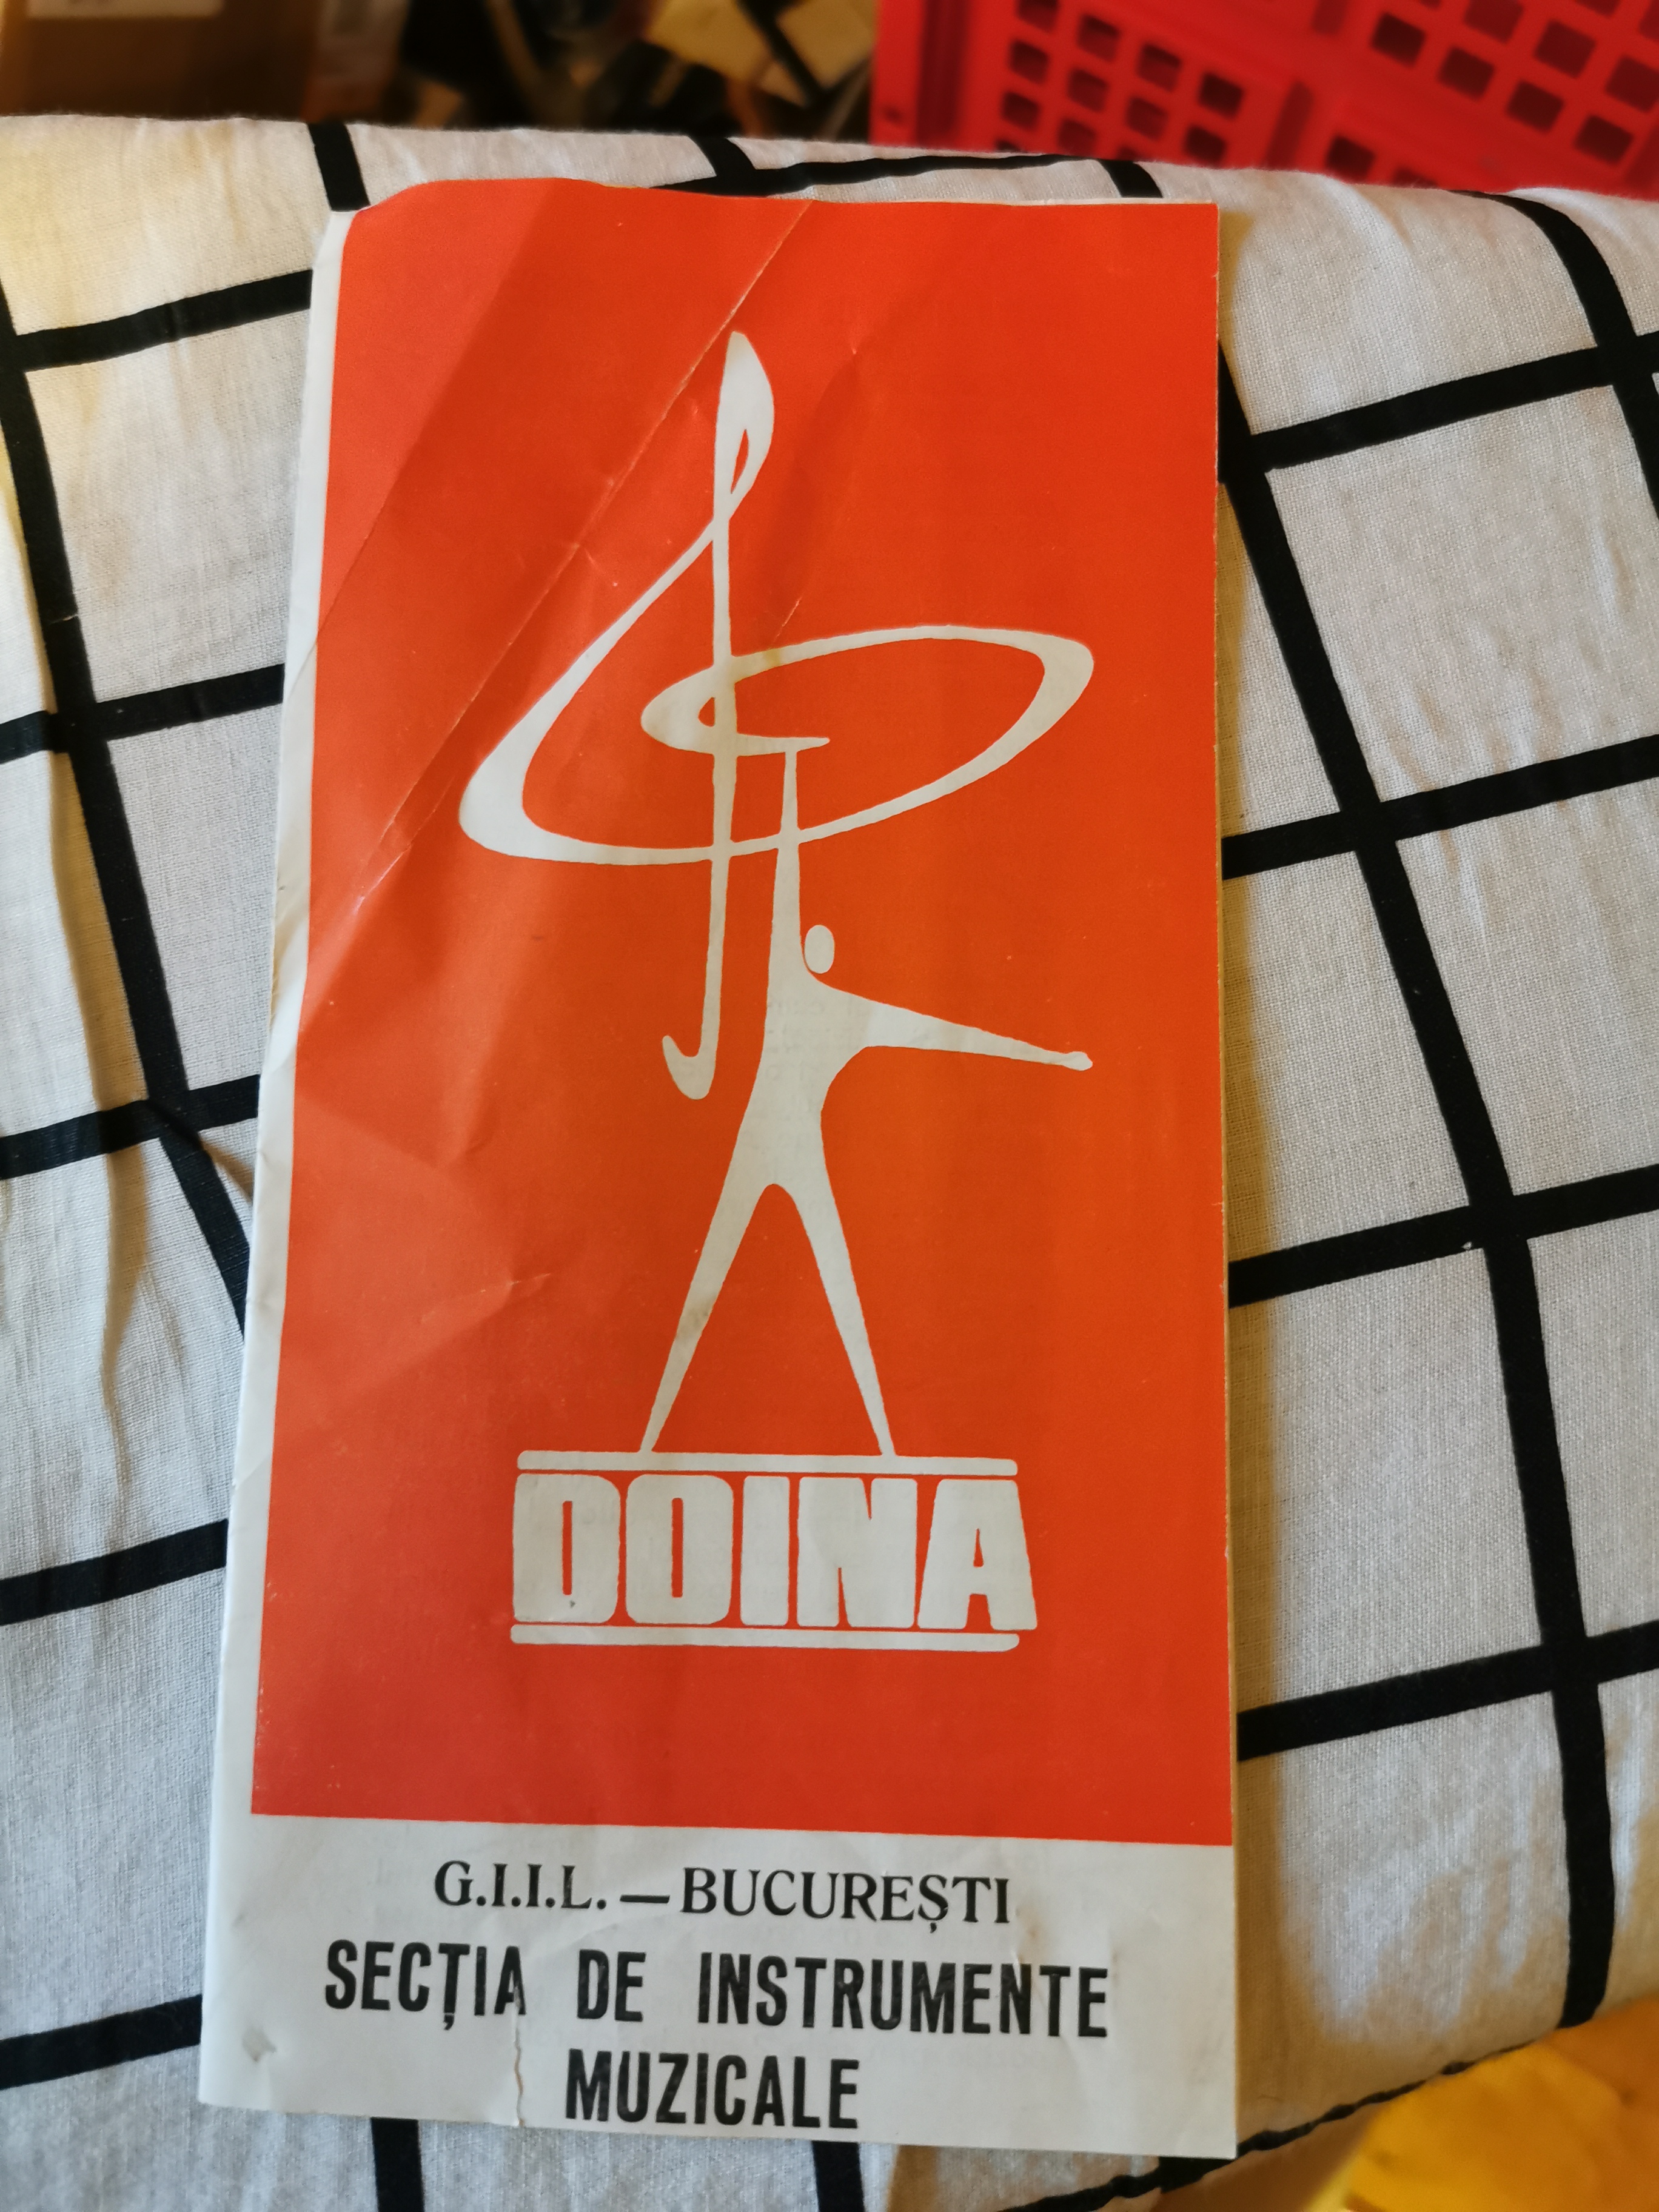 DOINA
G.I.I.L. — BUCUREȘTI
SECȚIA DE INSTRUMENTE
MUZICALE